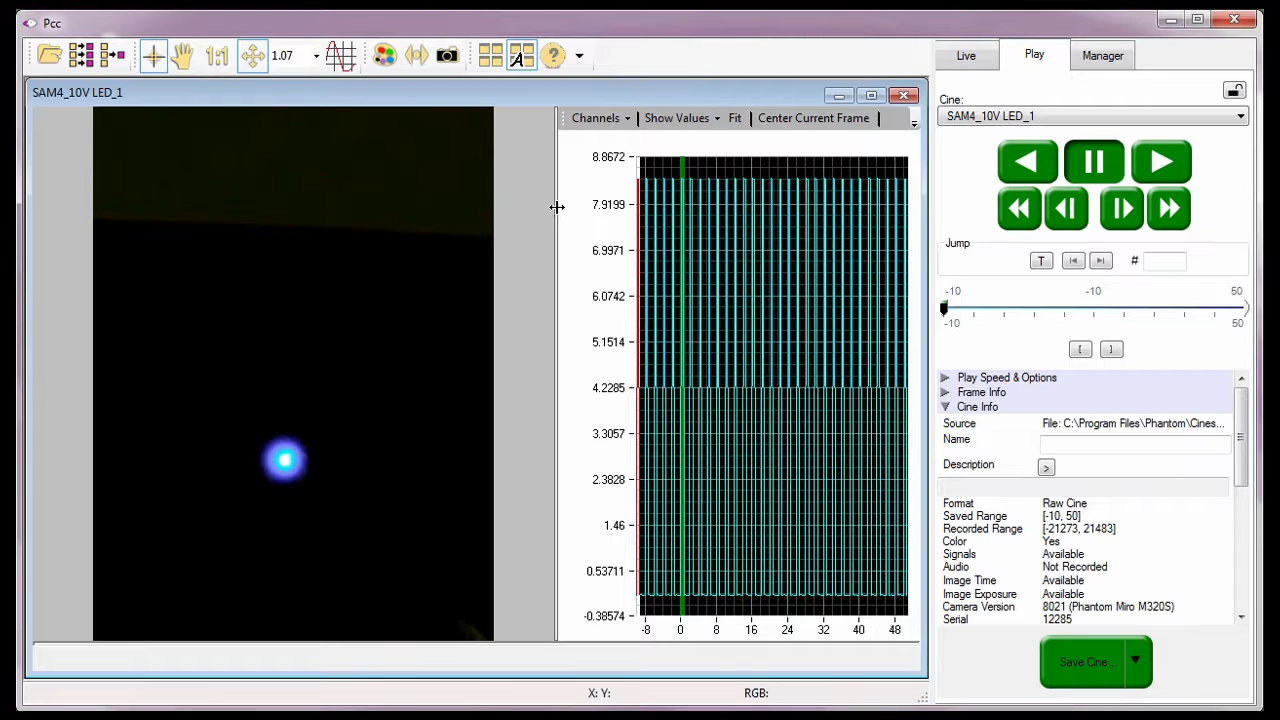 Pcc
1:1 1.07 A ?
Live Play Manager
SAM4_10V LED_1
Channels Show Values Fit Center Current Frame
8.8672
7.9199
6.9971
6.0742
5.1514
4.2285
3.3057
2.3828
1.46
0.53711
-0.38574
-8 0 8 16 24 32 40 48
Cine:
SAM4_10V LED_1
Jump
T #
-10 -10 50
-10 50
[ ]
Play Speed & Options
Frame Info
Cine Info
Source File: C:\Program Files\Phantom\Cines...
Name
Description >
Format Raw Cine
Saved Range [-10, 50]
Recorded Range [-21273, 21483]
Color Yes
Signals Available
Audio Not Recorded
Image Time Available
Image Exposure Available
Camera Version 8021 (Phantom Miro M320S)
Serial 12285
Save Cine...
X: Y: RGB: